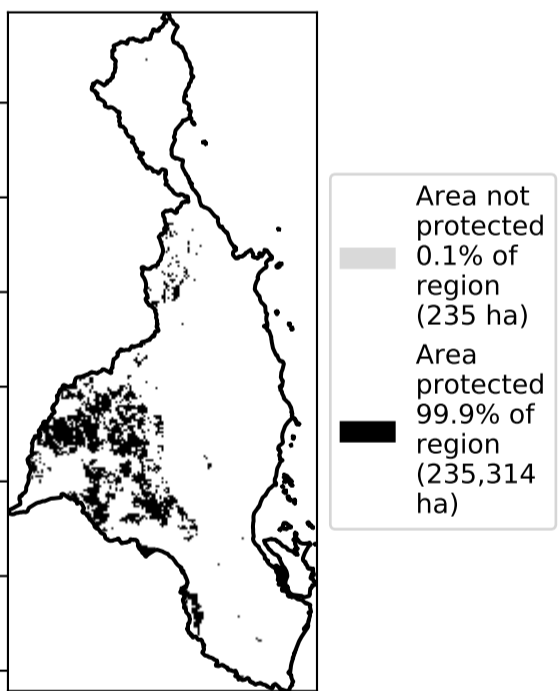 Area not
protected
0.1% of
region
(235 ha)
Area
protected
99.9% of
region
(235,314
ha)